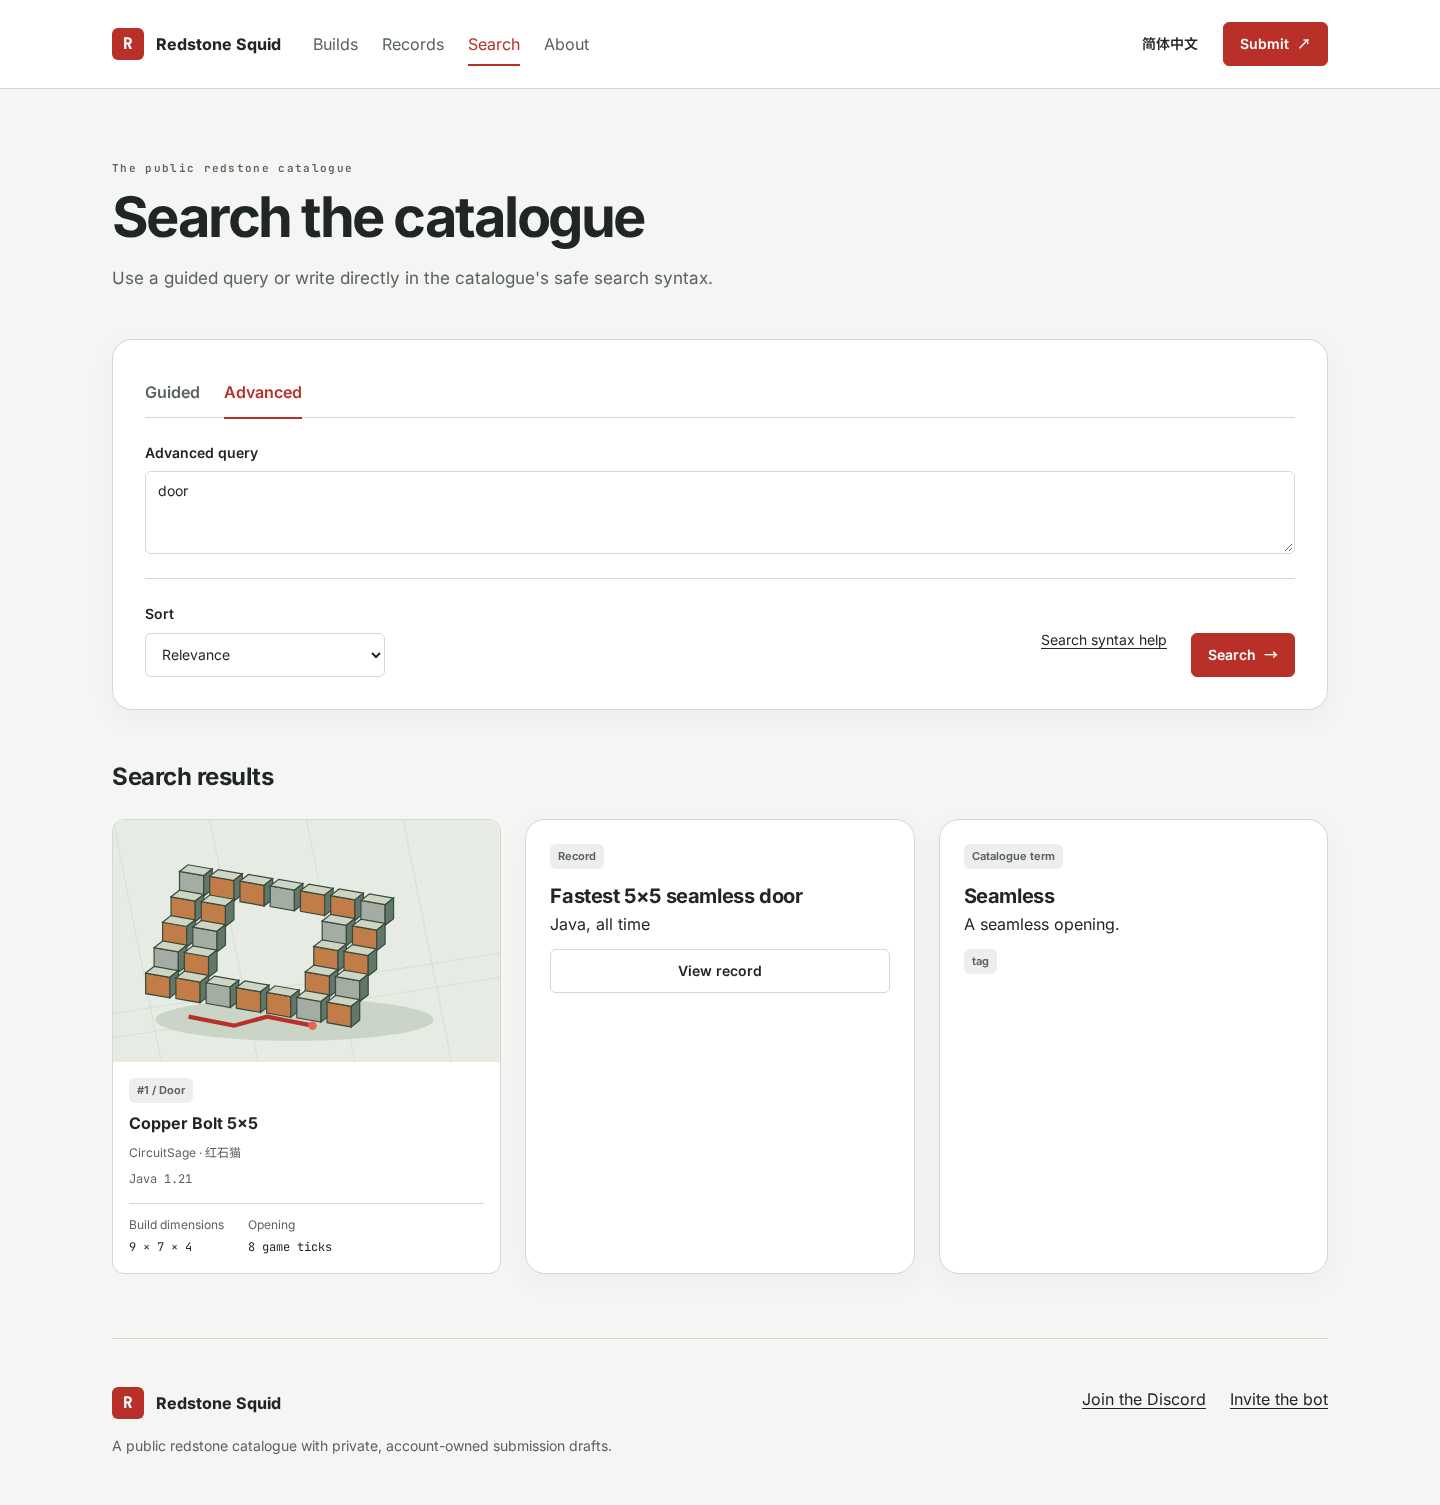 R Redstone Squid Builds Records Search About 简体中文 Submit ↗
The public redstone catalogue
Search the catalogue
Use a guided query or write directly in the catalogue's safe search syntax.
Guided Advanced
Advanced query
door
Sort
Relevance
Search syntax help
Search →
Search results
#1 / Door
Copper Bolt 5×5
CircuitSage · 红石猫
Java 1.21
Build dimensions Opening
9 × 7 × 4 8 game ticks
Record
Fastest 5×5 seamless door
Java, all time
View record
Catalogue term
Seamless
A seamless opening.
tag
R Redstone Squid
Join the Discord Invite the bot
A public redstone catalogue with private, account-owned submission drafts.